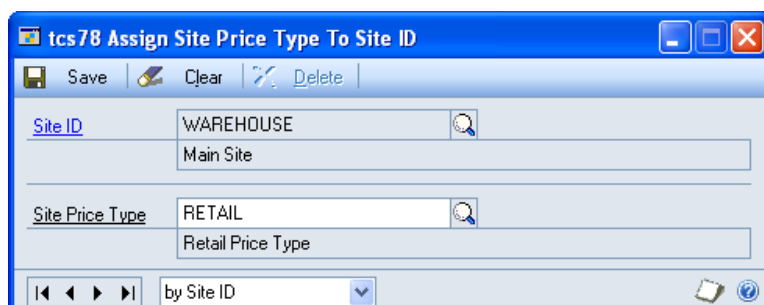 tcs78 Assign Site Price Type To Site ID
Save Clear Delete
Site ID WAREHOUSE
Main Site
Site Price Type RETAIL
Retail Price Type
by Site ID